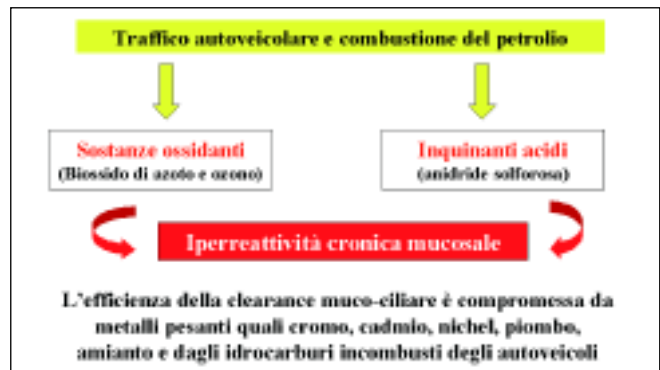 Traffico autoveicolare e combustione del petrolio
Sostanze ossidanti
(Biossido di azoto e ozono)
Inquinanti acidi
(anidride solforosa)
Iperreattività cronica mucosale
L'efficienza della clearance muco-ciliare è compromessa da
metalli pesanti quali cromo, cadmio, nichel, piombo,
amianto e dagli idrocarburi incombusti degli autoveicoli